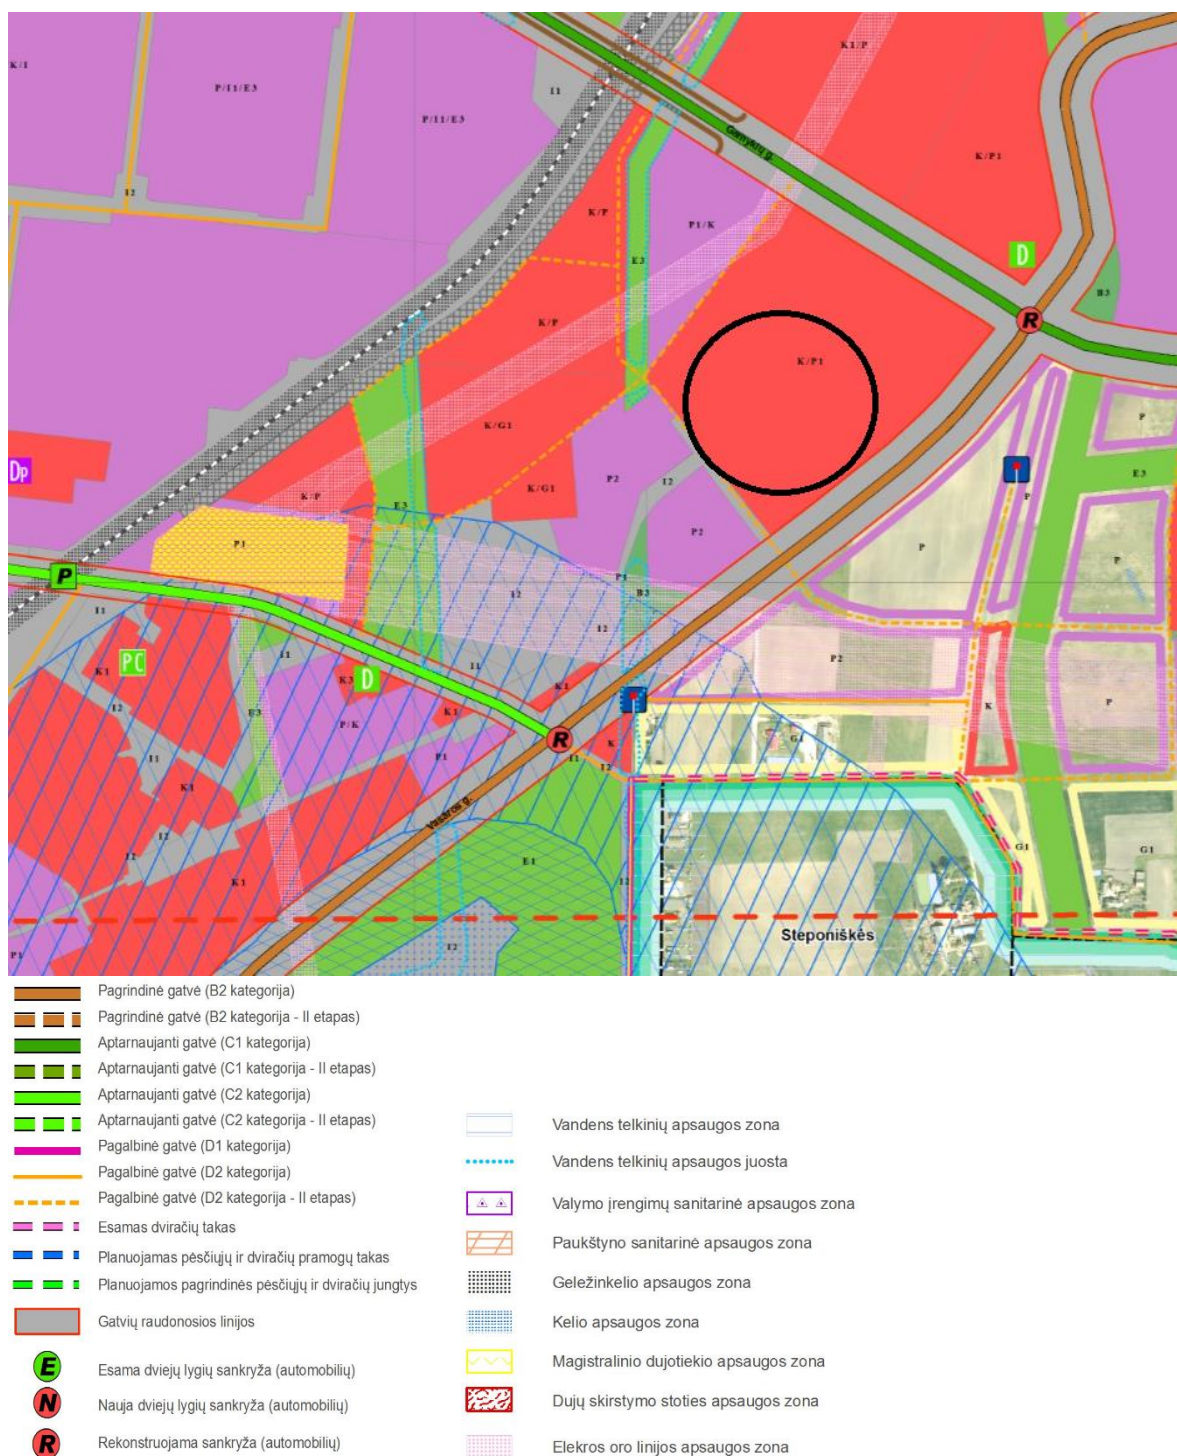 K/I
P/I1/E3
P/I1/E3
I1
K1/P
K/P1
Gamyklų g.
I2
K/P
P1/K
E3
D
B3
R
K/P
K/P1
K/G1
P
E3
Dp
K/P
E3
K/G1
P2
I2
P2
P
P
P
P1
P
I1
P1
B3
I2
I2
PC
K1
I1
K3
D
I1
K1
P2
K
P
I2
E3
P/K
K1
R
K
G1
I1
P1
I1
I2
K1
Vasaros g.
I2
I2
K1
E1
I2
G1
G1
P1
I2
Steponiškės
Pagrindinė gatvė (B2 kategorija)
Pagrindinė gatvė (B2 kategorija - II etapas)
Aptarnaujanti gatvė (C1 kategorija)
Aptarnaujanti gatvė (C1 kategorija - II etapas)
Aptarnaujanti gatvė (C2 kategorija)
Aptarnaujanti gatvė (C2 kategorija - II etapas)
Pagalbinė gatvė (D1 kategorija)
Pagalbinė gatvė (D2 kategorija)
Pagalbinė gatvė (D2 kategorija - II etapas)
Esamas dviračių takas
Planuojamas pėsčiųjų ir dviračių pramogų takas
Planuojamos pagrindinės pėsčiųjų ir dviračių jungtys
Gatvių raudonosios linijos
E Esama dviejų lygių sankryža (automobilių)
N Nauja dviejų lygių sankryža (automobilių)
R Rekonstruojama sankryža (automobilių)
Vandens telkinių apsaugos zona
Vandens telkinių apsaugos juosta
Valymo įrengimų sanitarinė apsaugos zona
Paukštyno sanitarinė apsaugos zona
Geležinkelio apsaugos zona
Kelio apsaugos zona
Magistralinio dujotiekio apsaugos zona
Dujų skirstymo stoties apsaugos zona
Elekros oro linijos apsaugos zona